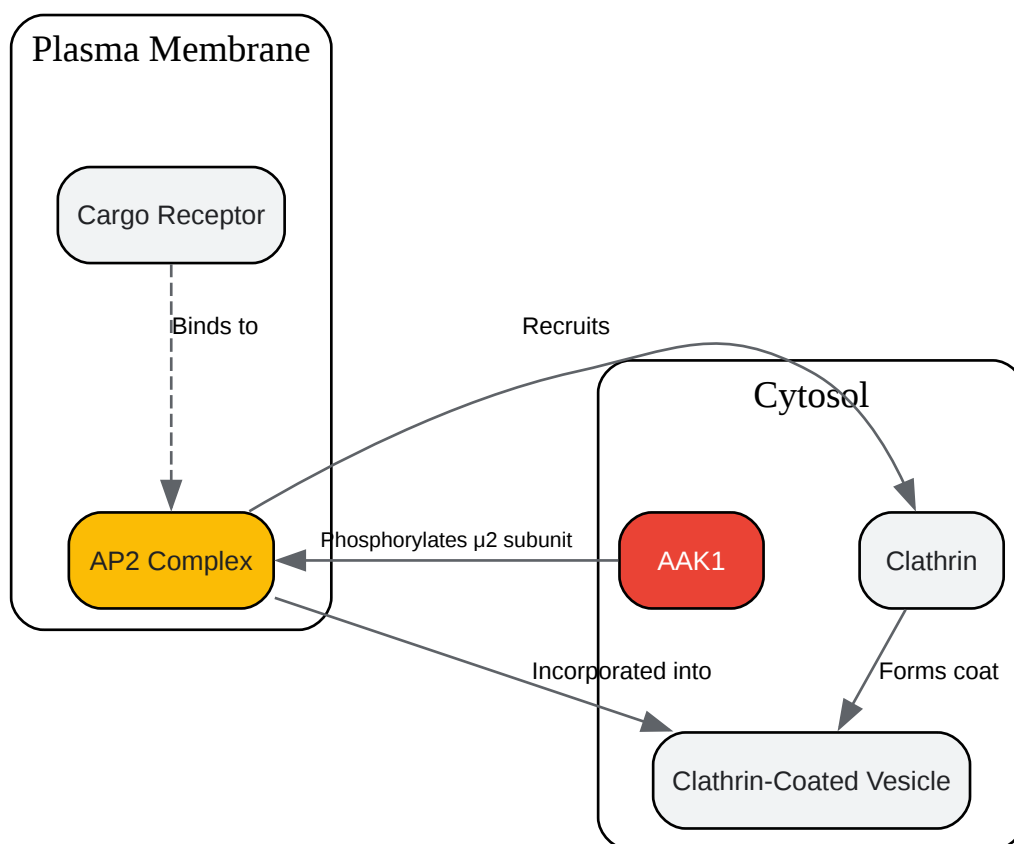 Plasma Membrane
Cargo Receptor
Binds to
Recruits
Cytosol
AP2 Complex
Phosphorylates μ2 subunit
AAK1
Clathrin
Incorporated into
Forms coat
Clathrin-Coated Vesicle